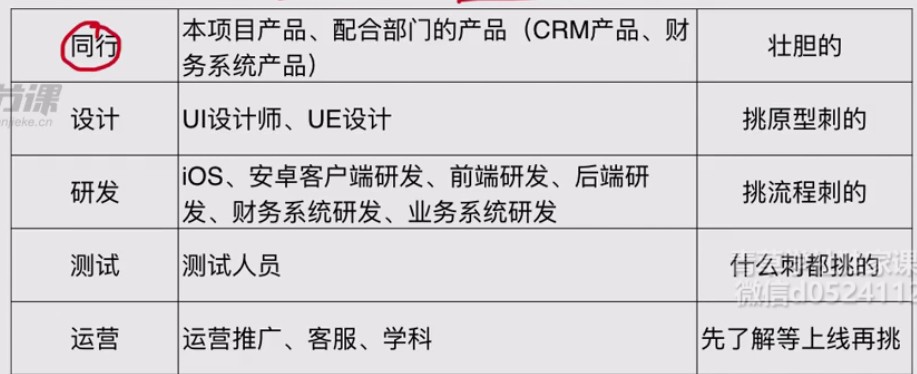 同行
本项目产品、配合部门的产品（CRM产品、财
务系统产品）
壮胆的
节课
anjieke.cn
设计
UI设计师、UE设计
挑原型刺的
研发
iOS、安卓客户端研发、前端研发、后端研
发、财务系统研发、业务系统研发
挑流程刺的
测试
测试人员
什么刺都挑的
微信d052411
运营
运营推广、客服、学科
先了解等上线再挑